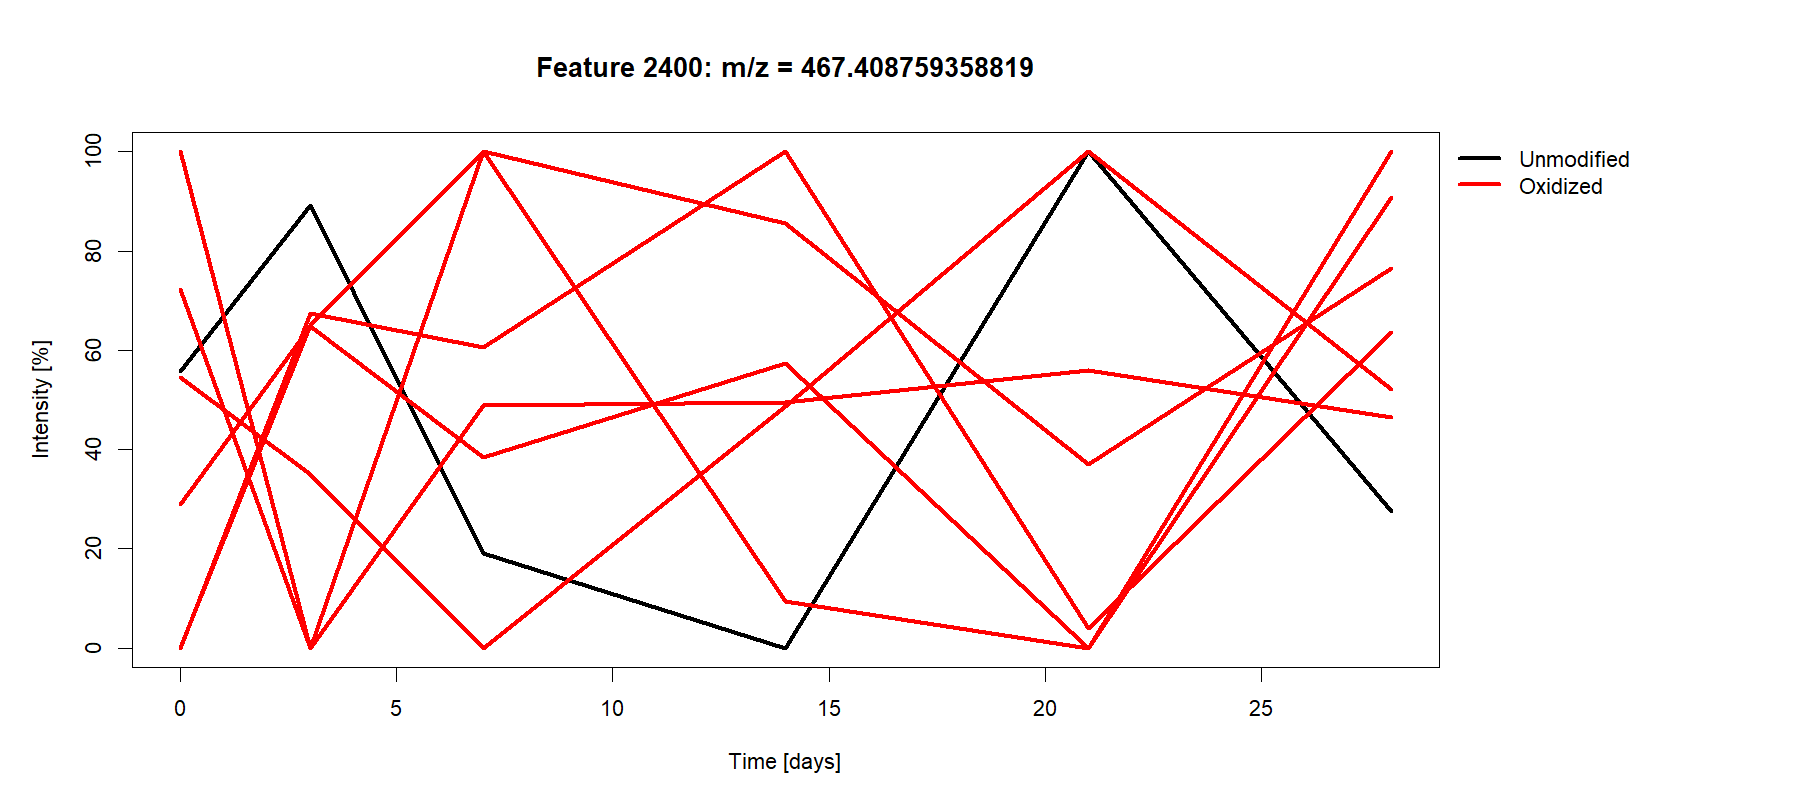 Feature 2400: m/z = 467.408759358819
Unmodified
Oxidized
Intensity [%]
100
80
60
40
20
0
0 5 10 15 20 25
Time [days]